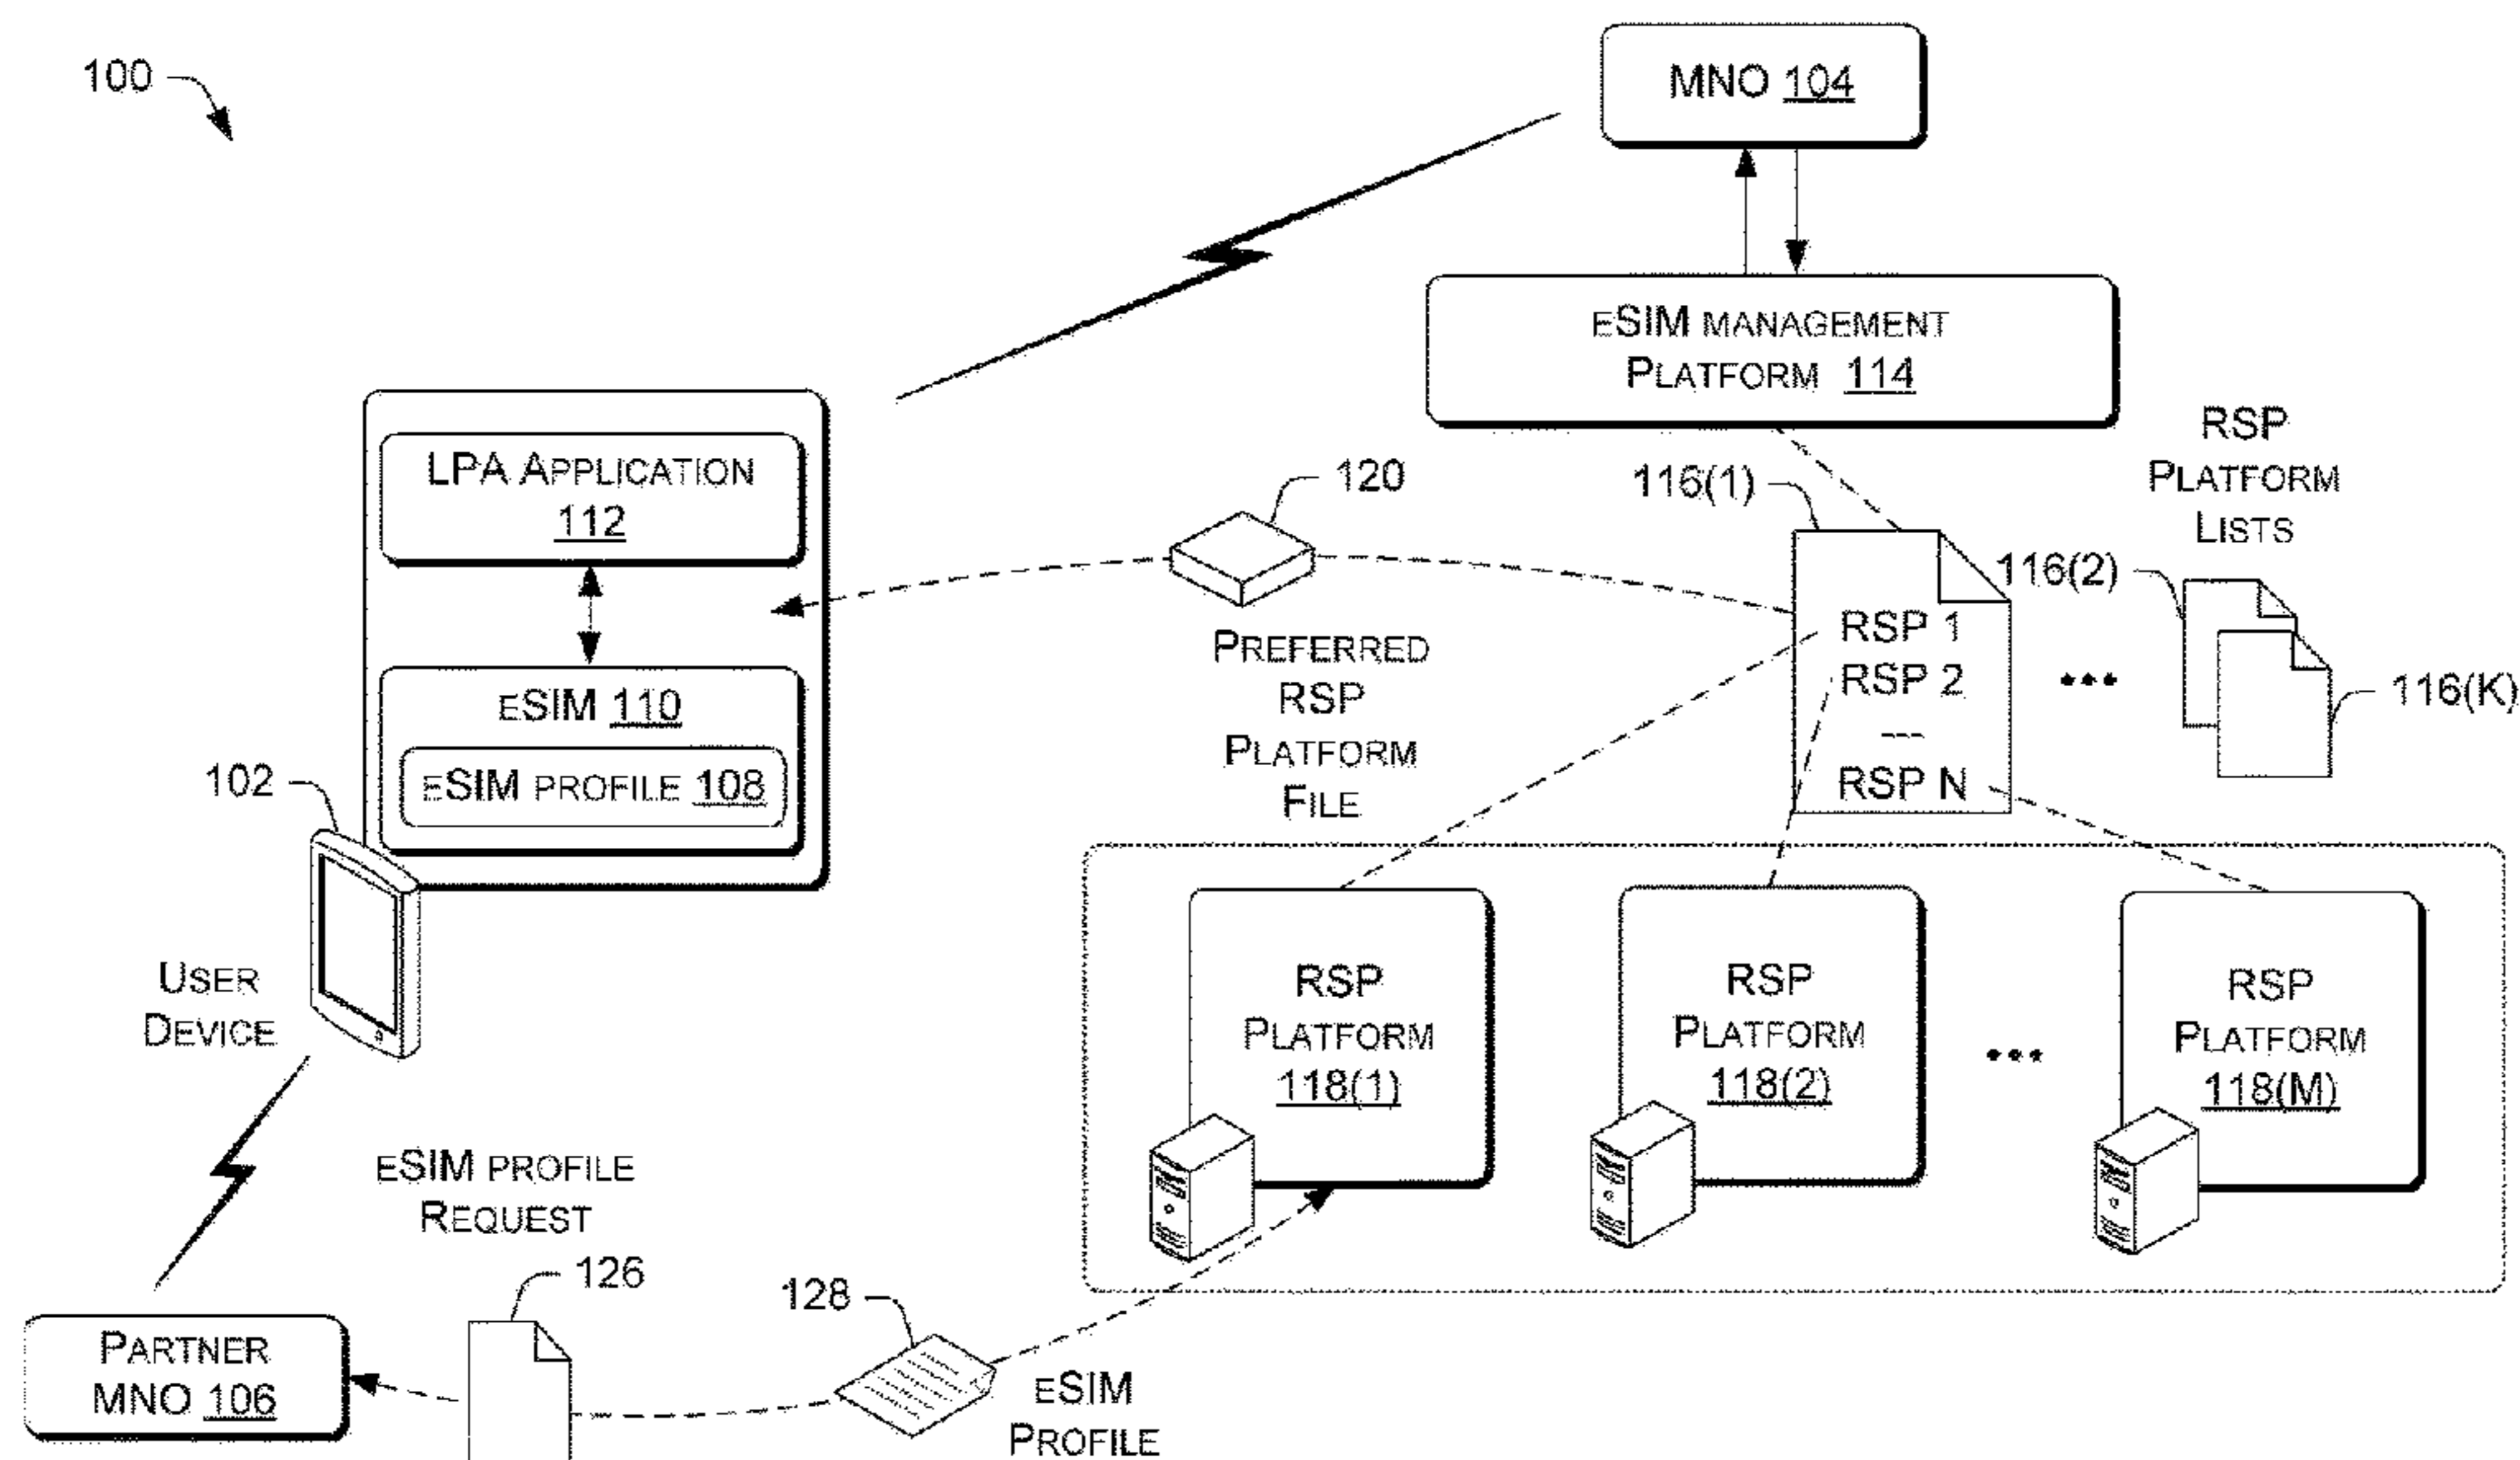 100
MNO 104
eSIM MANAGEMENT
PLATFORM 114
RSP
PLATFORM
LISTS
LPA APPLICATION
112
120
116(1)
116(2)
116(K)
PREFERRED
RSP
PLATFORM
FILE
RSP 1
RSP 2
...
RSP N
•••
eSIM 110
eSIM PROFILE 108
102
USER
DEVICE
RSP
PLATFORM
118(1)
RSP
PLATFORM
118(2)
•••
RSP
PLATFORM
118(M)
eSIM PROFILE
REQUEST
126
128
PARTNER
MNO 106
eSIM
PROFILE